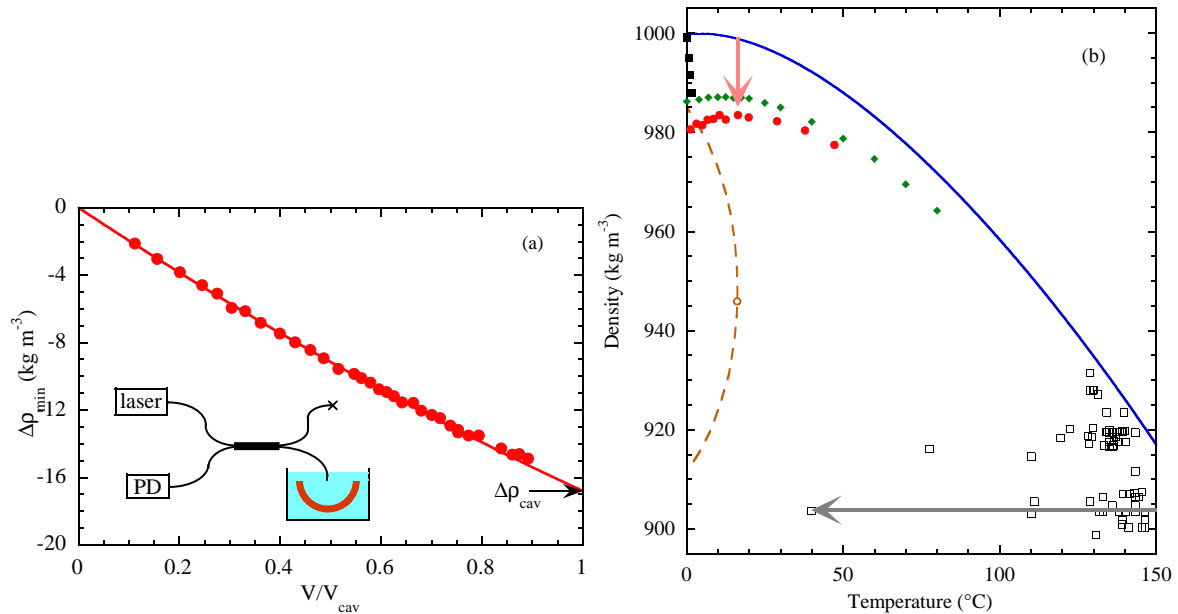 (a)
0
-4
-8
-12
-16
-20
Δρmin (kg m-3)
laser
PD
Δρcav
0
0.2
0.4
0.6
0.8
1
V/Vcav
(b)
1000
980
960
940
920
900
Density (kg m-3)
0
50
100
150
Temperature (°C)